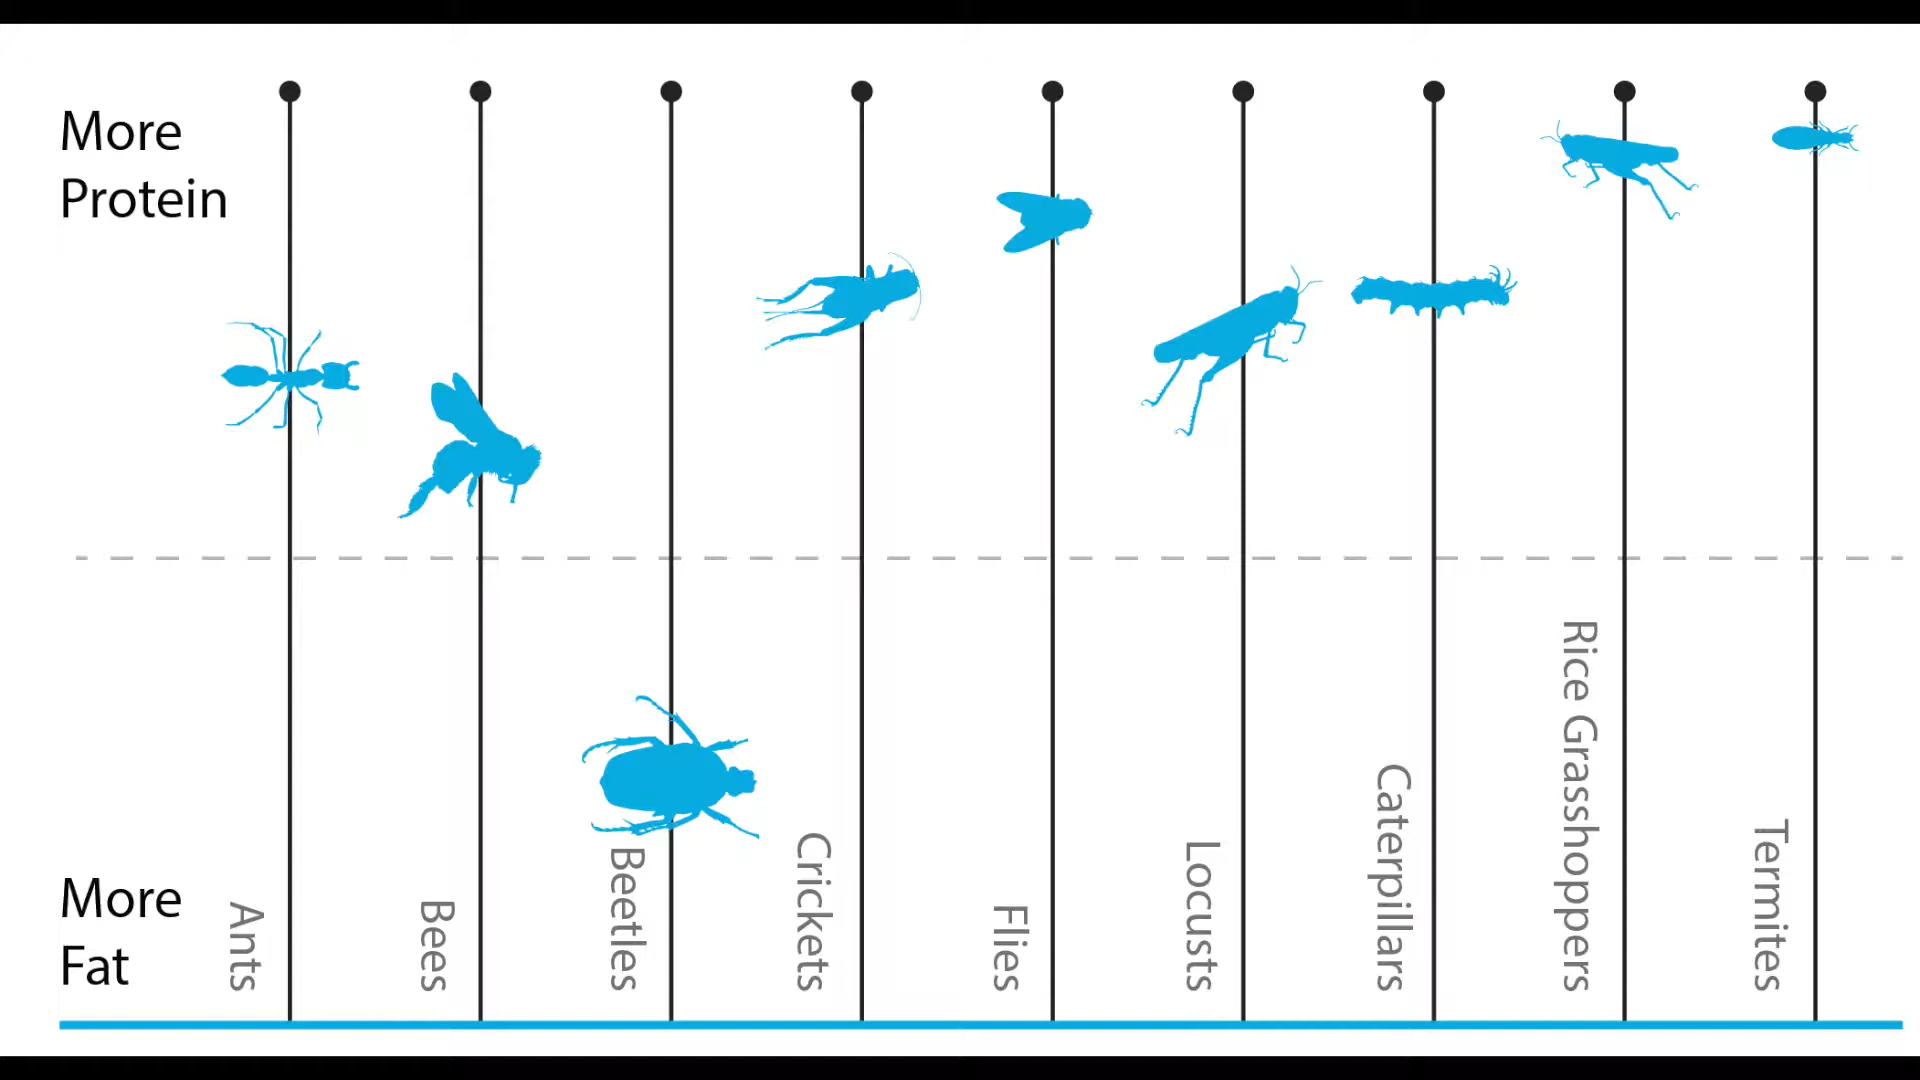 More
Protein
More
Fat
Ants
Bees
Beetles
Crickets
Flies
Locusts
Caterpillars
Rice Grasshoppers
Termites